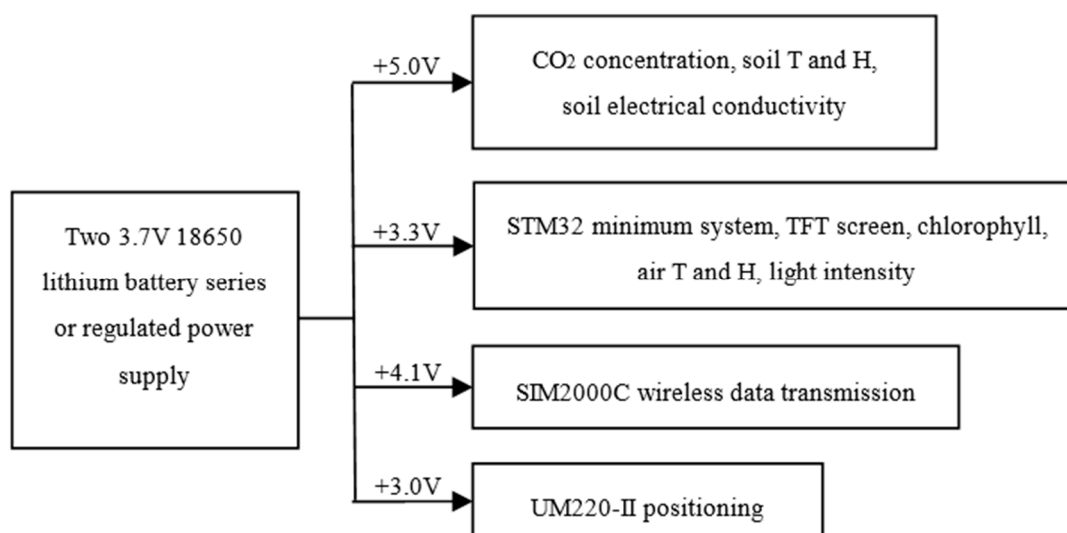 Two 3.7V 18650
lithium battery series
or regulated power
supply
+5.0V
CO₂ concentration, soil T and H,
soil electrical conductivity
+3.3V
STM32 minimum system, TFT screen, chlorophyll,
air T and H, light intensity
+4.1V
SIM2000C wireless data transmission
+3.0V
UM220-II positioning